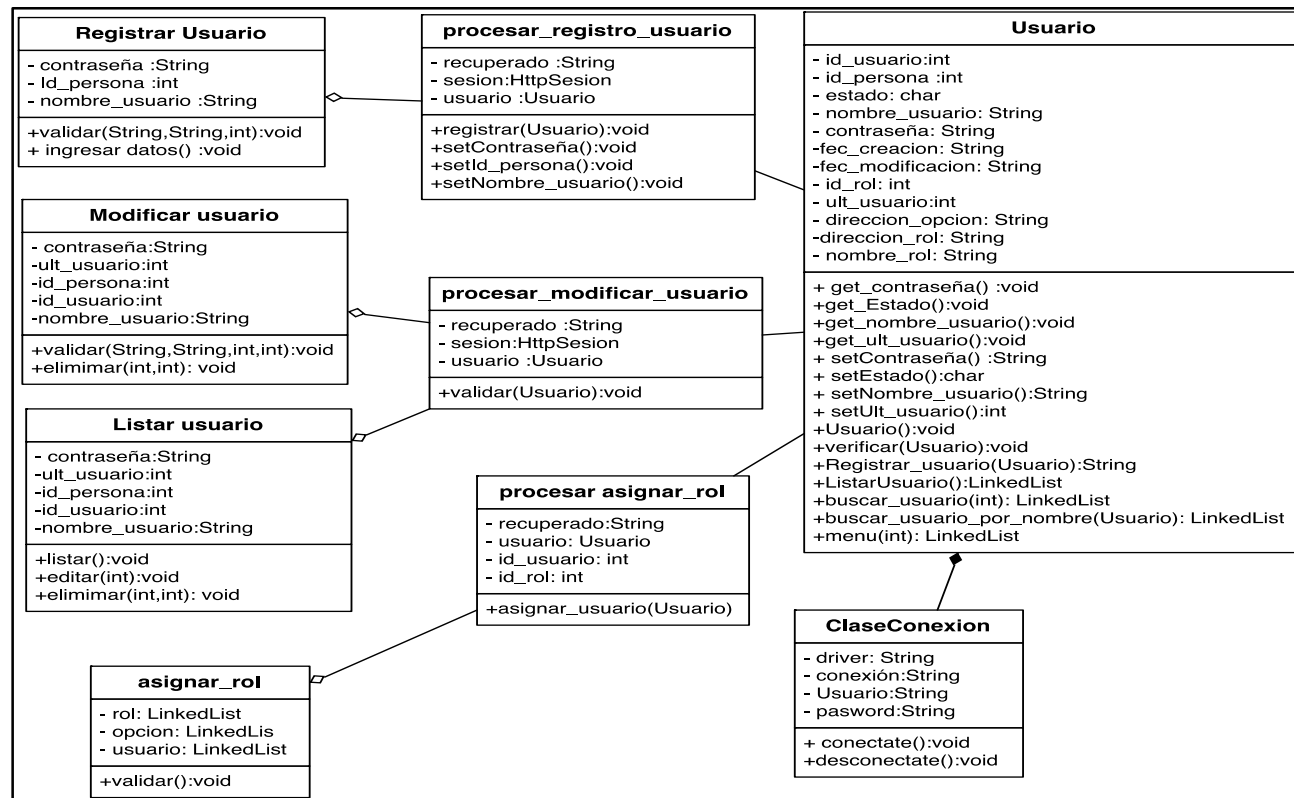 Registrar Usuario
- contraseña :String
- Id_persona :int
- nombre_usuario :String
+validar(String,String,int):void
+ ingresar datos() :void
procesar_registro_usuario
- recuperado :String
- sesion:HttpSesion
- usuario :Usuario
+registrar(Usuario):void
+setContraseña():void
+setId_persona():void
+setNombre_usuario():void
Usuario
- id_usuario:int
- id_persona :int
- estado: char
- nombre_usuario: String
- contraseña: String
-fec_creacion: String
-fec_modificacion: String
- id_rol: int
- ult_usuario:int
- direccion_opcion: String
-direccion_rol: String
- nombre_rol: String
+ get_contraseña() :void
+get_Estado():void
+get_nombre_usuario():void
+get_ult_usuario():void
+ setContraseña() :String
+ setEstado():char
+ setNombre_usuario():String
+ setUlt_usuario():int
+Usuario():void
+verificar(Usuario):void
+Registrar_usuario(Usuario):String
+ListarUsuario():LinkedList
+buscar_usuario(int): LinkedList
+buscar_usuario_por_nombre(Usuario): LinkedList
+menu(int): LinkedList
Modificar usuario
- contraseña:String
-ult_usuario:int
-id_persona:int
-id_usuario:int
-nombre_usuario:String
+validar(String,String,int,int):void
+elimimar(int,int): void
procesar_modificar_usuario
- recuperado :String
- sesion:HttpSesion
- usuario :Usuario
+validar(Usuario):void
Listar usuario
- contraseña:String
-ult_usuario:int
-id_persona:int
-id_usuario:int
-nombre_usuario:String
+listar():void
+editar(int):void
+elimimar(int,int): void
procesar asignar_rol
- recuperado:String
- usuario: Usuario
- id_usuario: int
- id_rol: int
+asignar_usuario(Usuario)
ClaseConexion
- driver: String
- conexión:String
- Usuario:String
- pasword:String
+ conectate():void
+desconectate():void
asignar_rol
- rol: LinkedList
- opcion: LinkedLis
- usuario: LinkedList
+validar():void